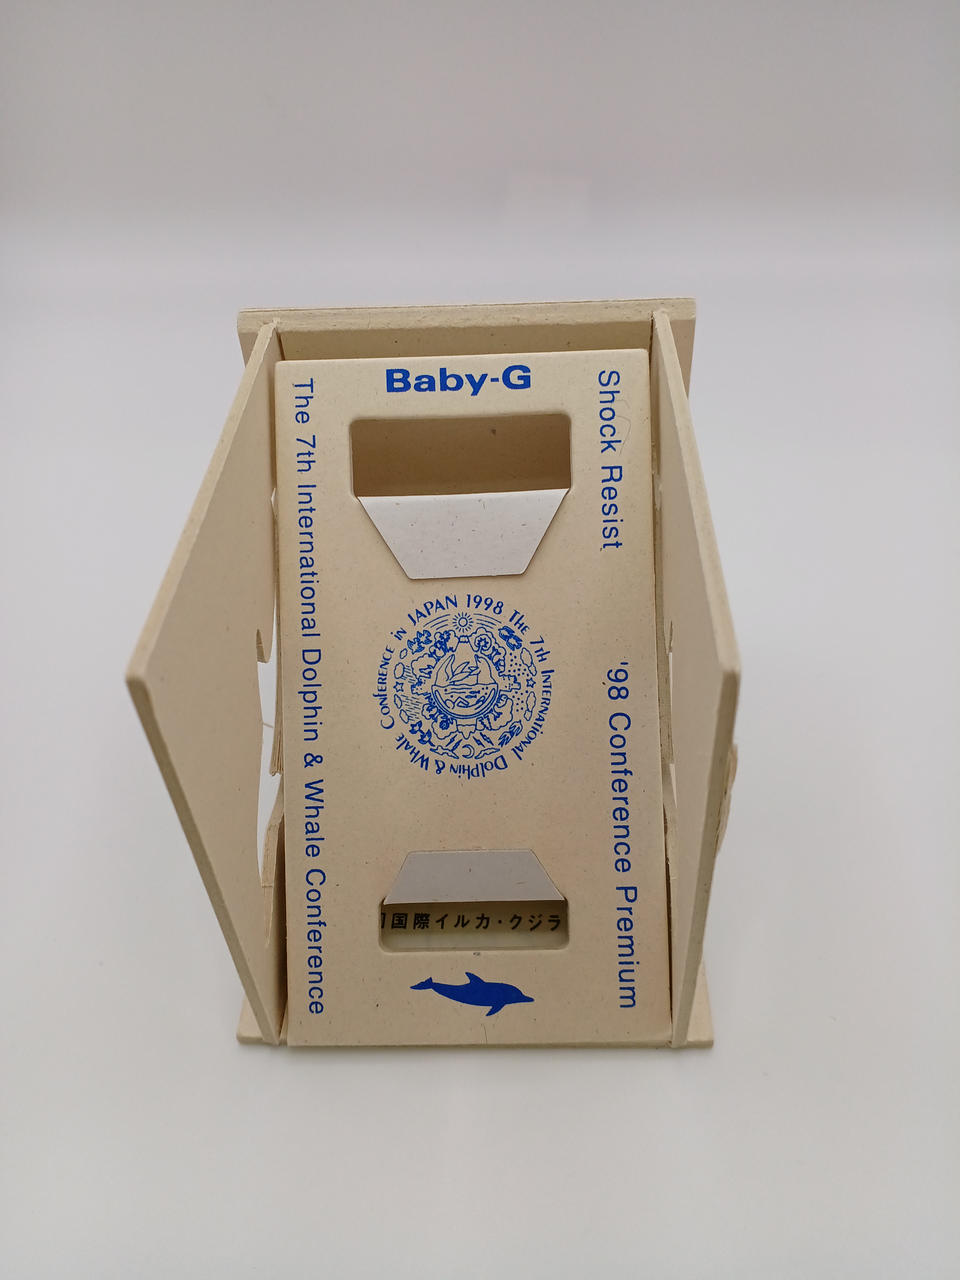 Baby-G
The 7th International Dolphin & Whale Conference
Shock Resist
'98 Conference Premium
The 7th International Dolphin & Whale Conference in JAPAN 1998
国際イルカ・クジラ